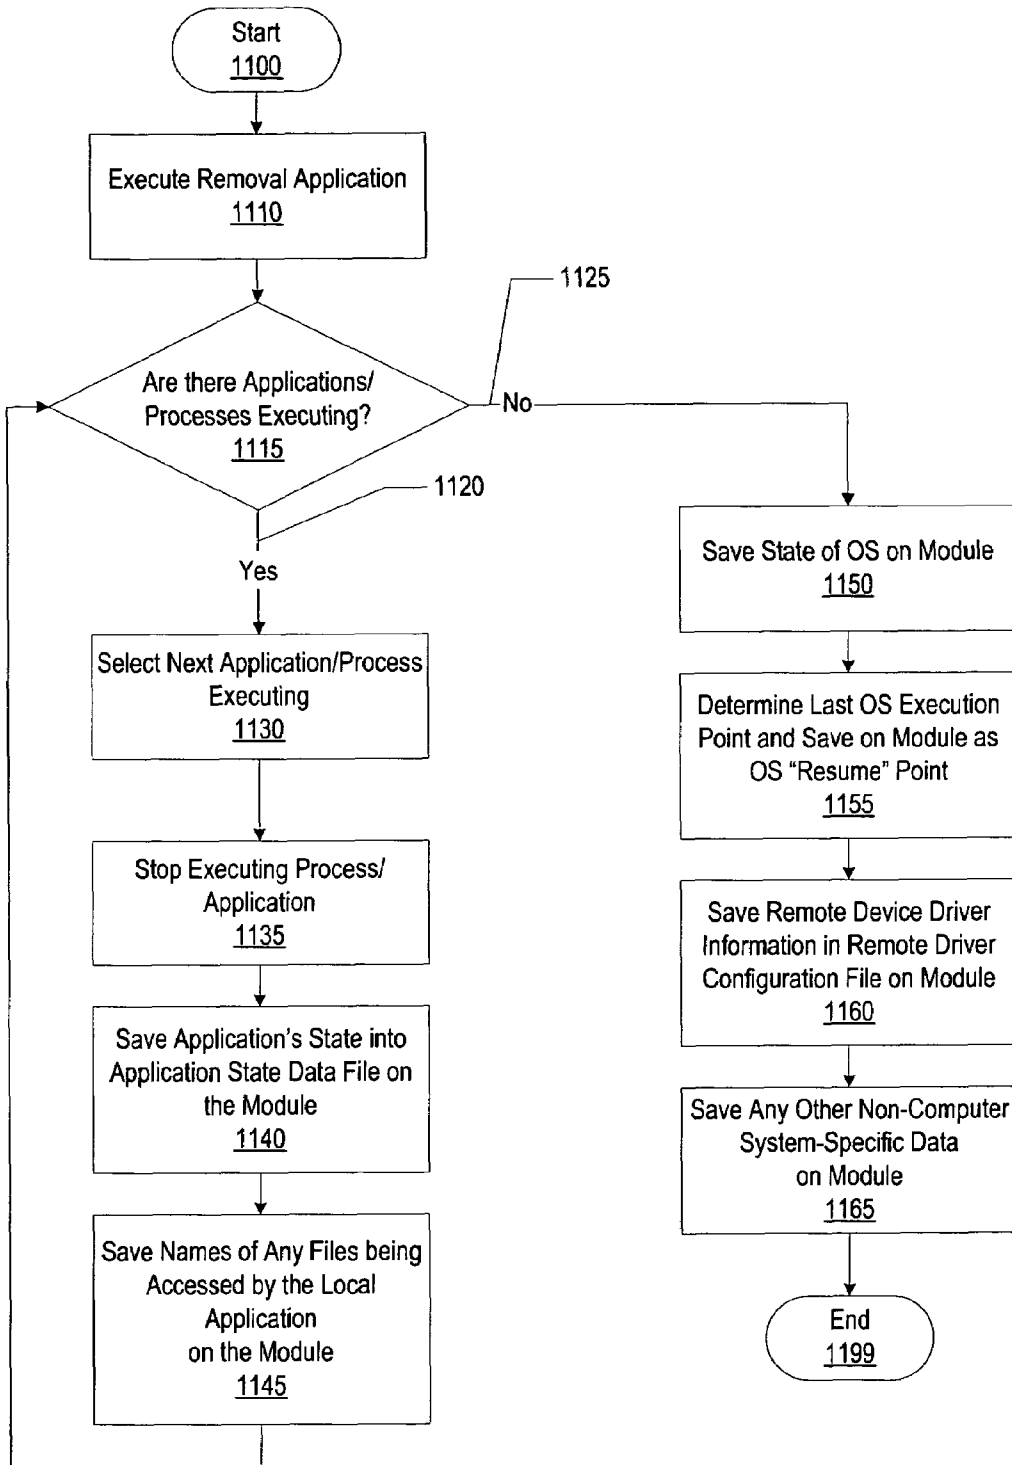 Start
1100
Execute Removal Application
1110
1125
Are there Applications/
Processes Executing?
1115
No
1120
Yes
Select Next Application/Process
Executing
1130
Stop Executing Process/
Application
1135
Save Application's State into
Application State Data File on
the Module
1140
Save Names of Any Files being
Accessed by the Local
Application
on the Module
1145
Save State of OS on Module
1150
Determine Last OS Execution
Point and Save on Module as
OS “Resume” Point
1155
Save Remote Device Driver
Information in Remote Driver
Configuration File on Module
1160
Save Any Other Non-Computer
System-Specific Data
on Module
1165
End
1199